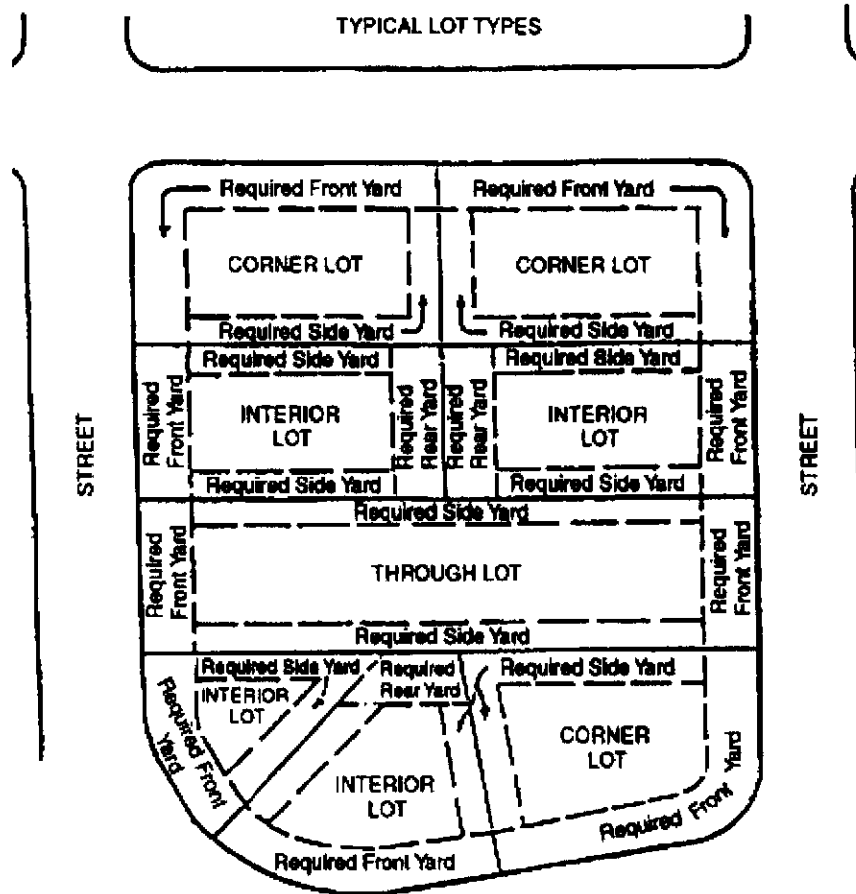 TYPICAL LOT TYPES
Required Front Yard
Required Front Yard
CORNER LOT
CORNER LOT
Required Side Yard
Required Side Yard
Required Side Yard
Required Side Yard
STREET
Required
Front Yard
INTERIOR
LOT
Required
Rear Yard
Required
Rear Yard
INTERIOR
LOT
Required
Front Yard
STREET
Required Side Yard
Required Side Yard
Required Side Yard
Required
Front Yard
THROUGH LOT
Required
Front Yard
Required Side Yard
Required Side Yard
Required
Rear Yard
Required Side Yard
INTERIOR
LOT
Required Front
Yard
INTERIOR
LOT
CORNER
LOT
Required Front Yard
Required Front Yard